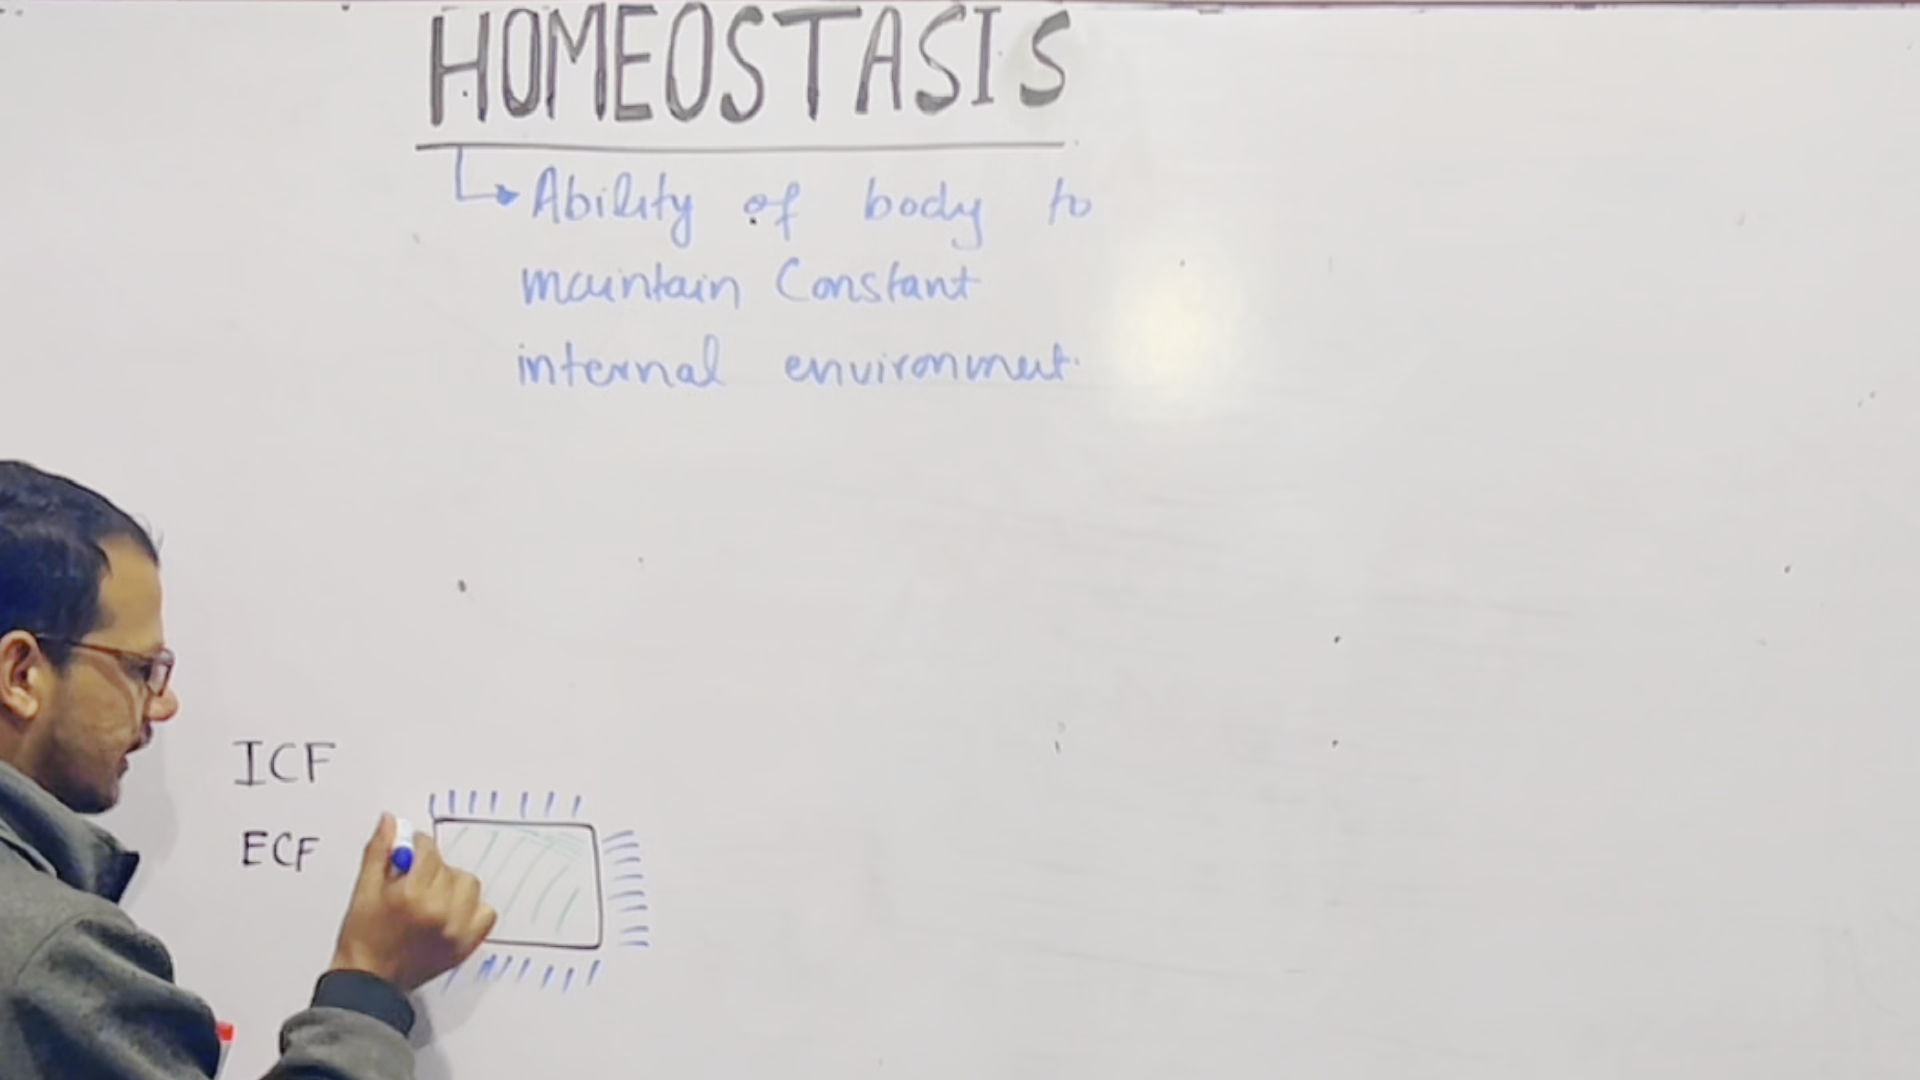 HOMEOSTASIS
Ability of body to
maintain Constant
internal environment.
ICF
ECF